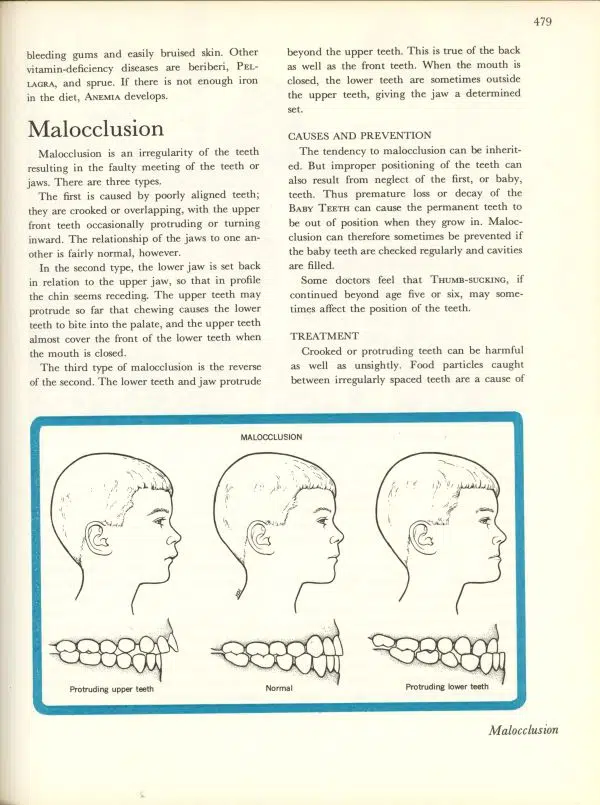 479
bleeding gums and easily bruised skin. Other
vitamin-deficiency diseases are beriberi, PEL-
LAGRA, and sprue. If there is not enough iron
in the diet, ANEMIA develops.
Malocclusion
Malocclusion is an irregularity of the teeth
resulting in the faulty meeting of the teeth or
jaws. There are three types.
The first is caused by poorly aligned teeth;
they are crooked or overlapping, with the upper
front teeth occasionally protruding or turning
inward. The relationship of the jaws to one an-
other is fairly normal, however.
In the second type, the lower jaw is set back
in relation to the upper jaw, so that in profile
the chin seems receding. The upper teeth may
protrude so far that chewing causes the lower
teeth to bite into the palate, and the upper teeth
almost cover the front of the lower teeth when
the mouth is closed.
The third type of malocclusion is the reverse
of the second. The lower teeth and jaw protrude
beyond the upper teeth. This is true of the back
as well as the front teeth. When the mouth is
closed, the lower teeth are sometimes outside
the upper teeth, giving the jaw a determined
set.
CAUSES AND PREVENTION
The tendency to malocclusion can be inherit-
ed. But improper positioning of the teeth can
also result from neglect of the first, or baby,
teeth. Thus premature loss or decay of the
BABY TEETH can cause the permanent teeth to
be out of position when they grow in. Maloc-
clusion can therefore sometimes be prevented if
the baby teeth are checked regularly and cavities
are filled.
Some doctors feel that THUMB-SUCKING, if
continued beyond age five or six, may some-
times affect the position of the teeth.
TREATMENT
Crooked or protruding teeth can be harmful
as well as unsightly. Food particles caught
between irregularly spaced teeth are a cause of
MALOCCLUSION
Protruding upper teeth
Normal
Protruding lower teeth
Malocclusion